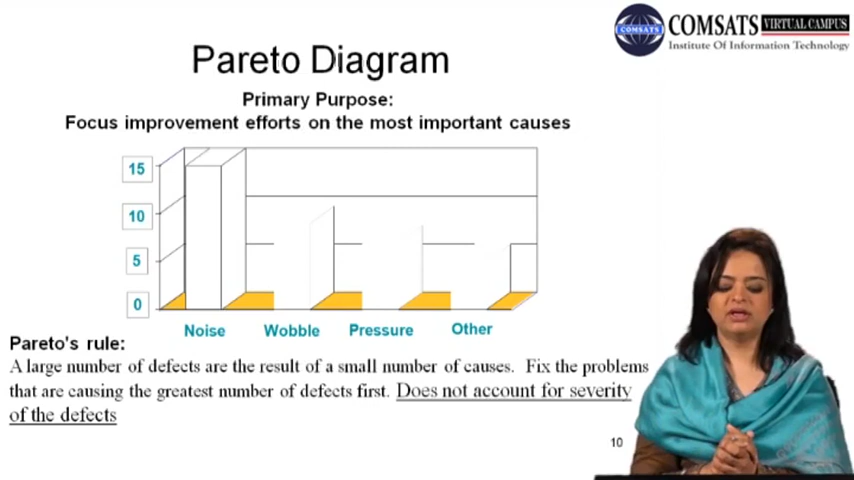 COMSATS VIRTUAL CAMPUS
COMSATS
Institute Of Information Technology
Pareto Diagram
Primary Purpose:
Focus improvement efforts on the most important causes
15
10
5
0
Noise Wobble Pressure Other
Pareto's rule:
A large number of defects are the result of a small number of causes. Fix the problems
that are causing the greatest number of defects first. Does not account for severity
of the defects
10